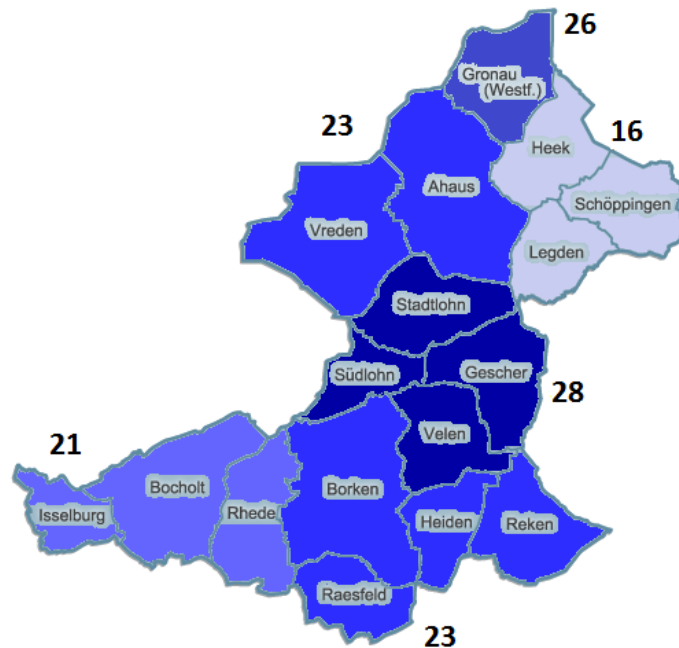 26
Gronau
(Westf.)
23
16
Heek
Ahaus
Schöppingen
Vreden
Legden
Stadtlohn
Südlohn
Gescher
28
Velen
21
Bocholt
Borken
Isselburg
Rhede
Heiden
Reken
Raesfeld
23